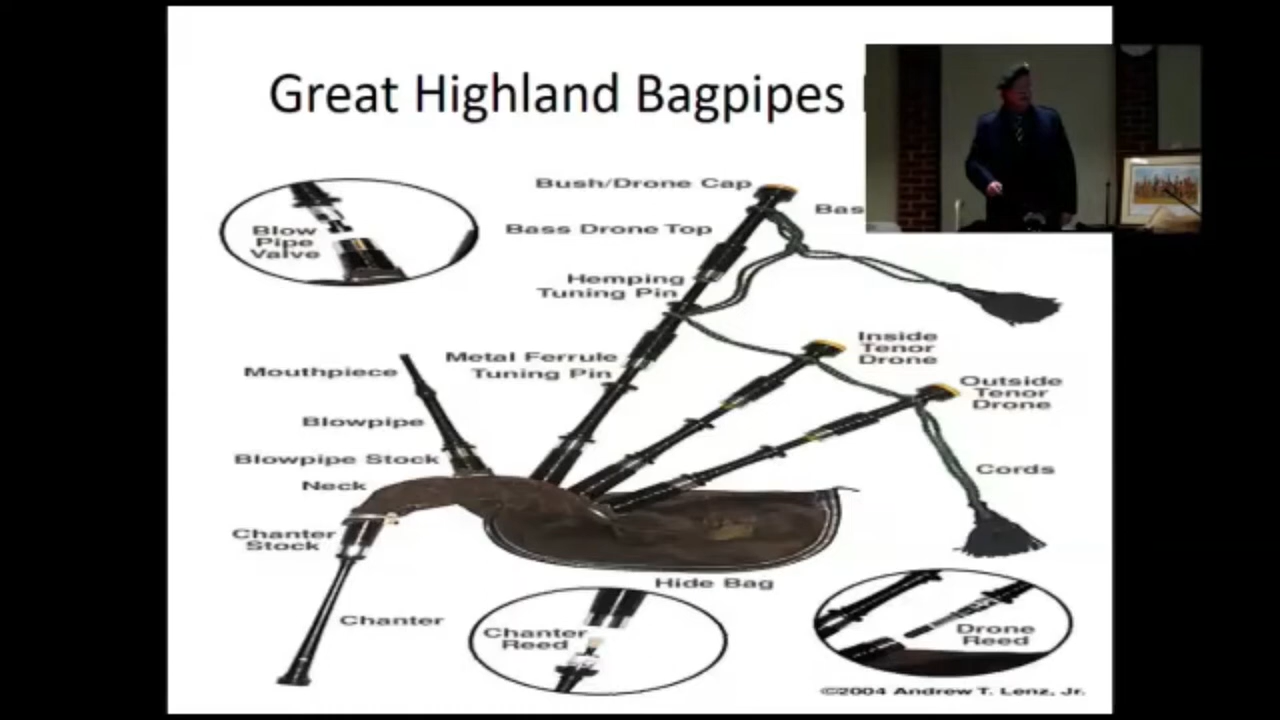 Great Highland Bagpipes
Bush/Drone Cap
Bass Drone Top
Hemping
Tuning Pin
Metal Ferrule
Tuning Pin
Blow
Pipe
Valve
Mouthpiece
Blowpipe
Blowpipe Stock
Neck
Chanter
Stock
Chanter
Inside
Tenor
Drone
Outside
Tenor
Drone
Cords
Hide Bag
Chanter
Reed
Drone
Reed
©2004 Andrew T. Lenz, Jr.